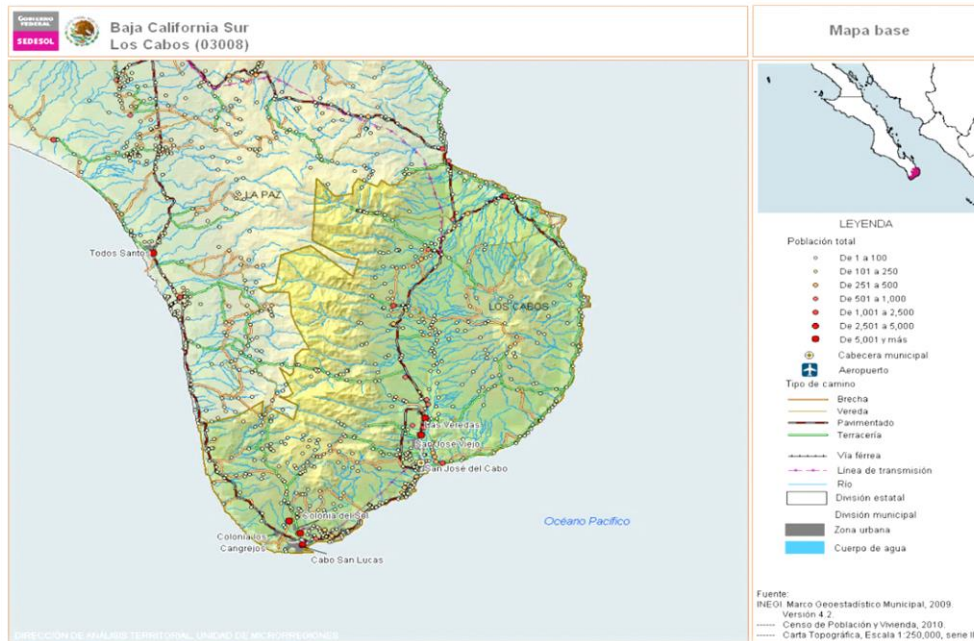 GOBIERNO
FEDERAL
SEDESOL
Baja California Sur
Los Cabos (03008)
Mapa base
LA PAZ
Todos Santo
LOS CABOS
Las Veredas
San José Viejo
San José del Cabo
Colonia del Sol
Colonia los
Cangrejos
Cabo San Lucas
Océano Pacífico
DIRECCIÓN DE ANÁLISIS TERRITORIAL, UNIDAD DE MICRORREGIONES
LEYENDA
Población total
De 1 a 100
De 101 a 250
De 251 a 500
De 501 a 1,000
De 1,001 a 2,500
De 2,501 a 5,000
De 5,001 y más
Cabecera municipal
Aeropuerto
Tipo de camino
Brecha
Vereda
Pavimentado
Terracería
Vía férrea
Línea de transmisión
Río
División estatal
División municipal
Zona urbana
Cuerpo de agua
Fuente:
INEGI. Marco Geoestadístico Municipal, 2009.
Versión 4.2.
Censo de Población y Vivienda, 2010.
Carta Topográfica, Escala 1:250,000, serie II